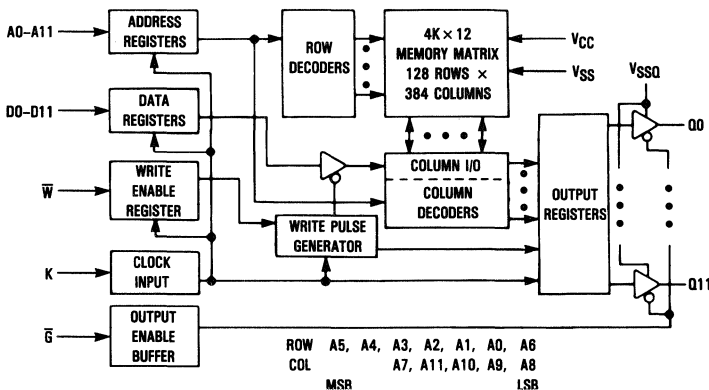 A0–A11
ADDRESS
REGISTERS
ROW
DECODERS
4K × 12
MEMORY MATRIX
128 ROWS ×
384 COLUMNS
VCC
VSS
VSSQ
D0–D11
DATA
REGISTERS
Q0
W̅
WRITE
ENABLE
REGISTER
COLUMN I/O
COLUMN
DECODERS
OUTPUT
REGISTERS
WRITE PULSE
GENERATOR
K
CLOCK
INPUT
Q11
G̅
OUTPUT
ENABLE
BUFFER
ROW A5, A4, A3, A2, A1, A0, A6
COL A7, A11, A10, A9, A8
MSB LSB